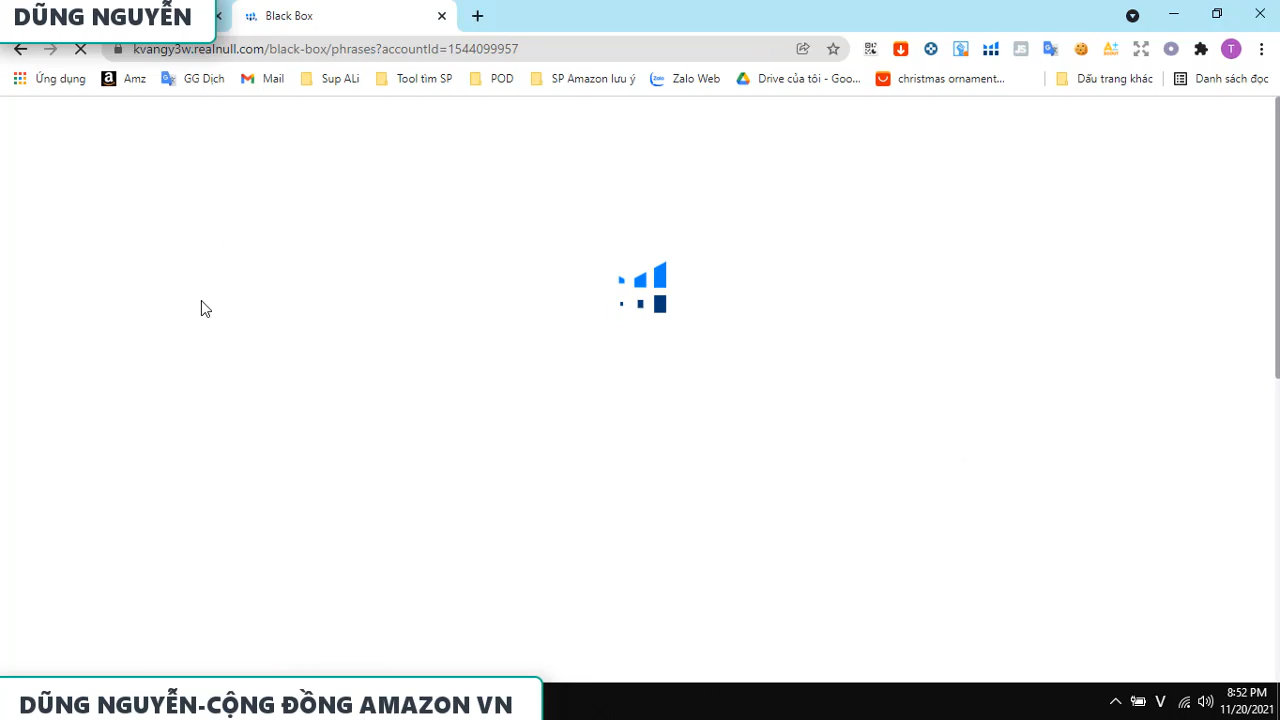 DŨNG NGUYỄN
Black Box
kvangy3w.realnull.com/black-box/phrases?accountId=1544099957
T
Ứng dụng
Amz
GG Dịch
Mail
Sup ALi
Tool tìm SP
POD
SP Amazon lưu ý
Zalo Web
Drive của tôi - Goo...
christmas ornament...
Dấu trang khác
Danh sách đọc
DŨNG NGUYỄN-CỘNG ĐỒNG AMAZON VN
V
8:52 PM
11/20/2021